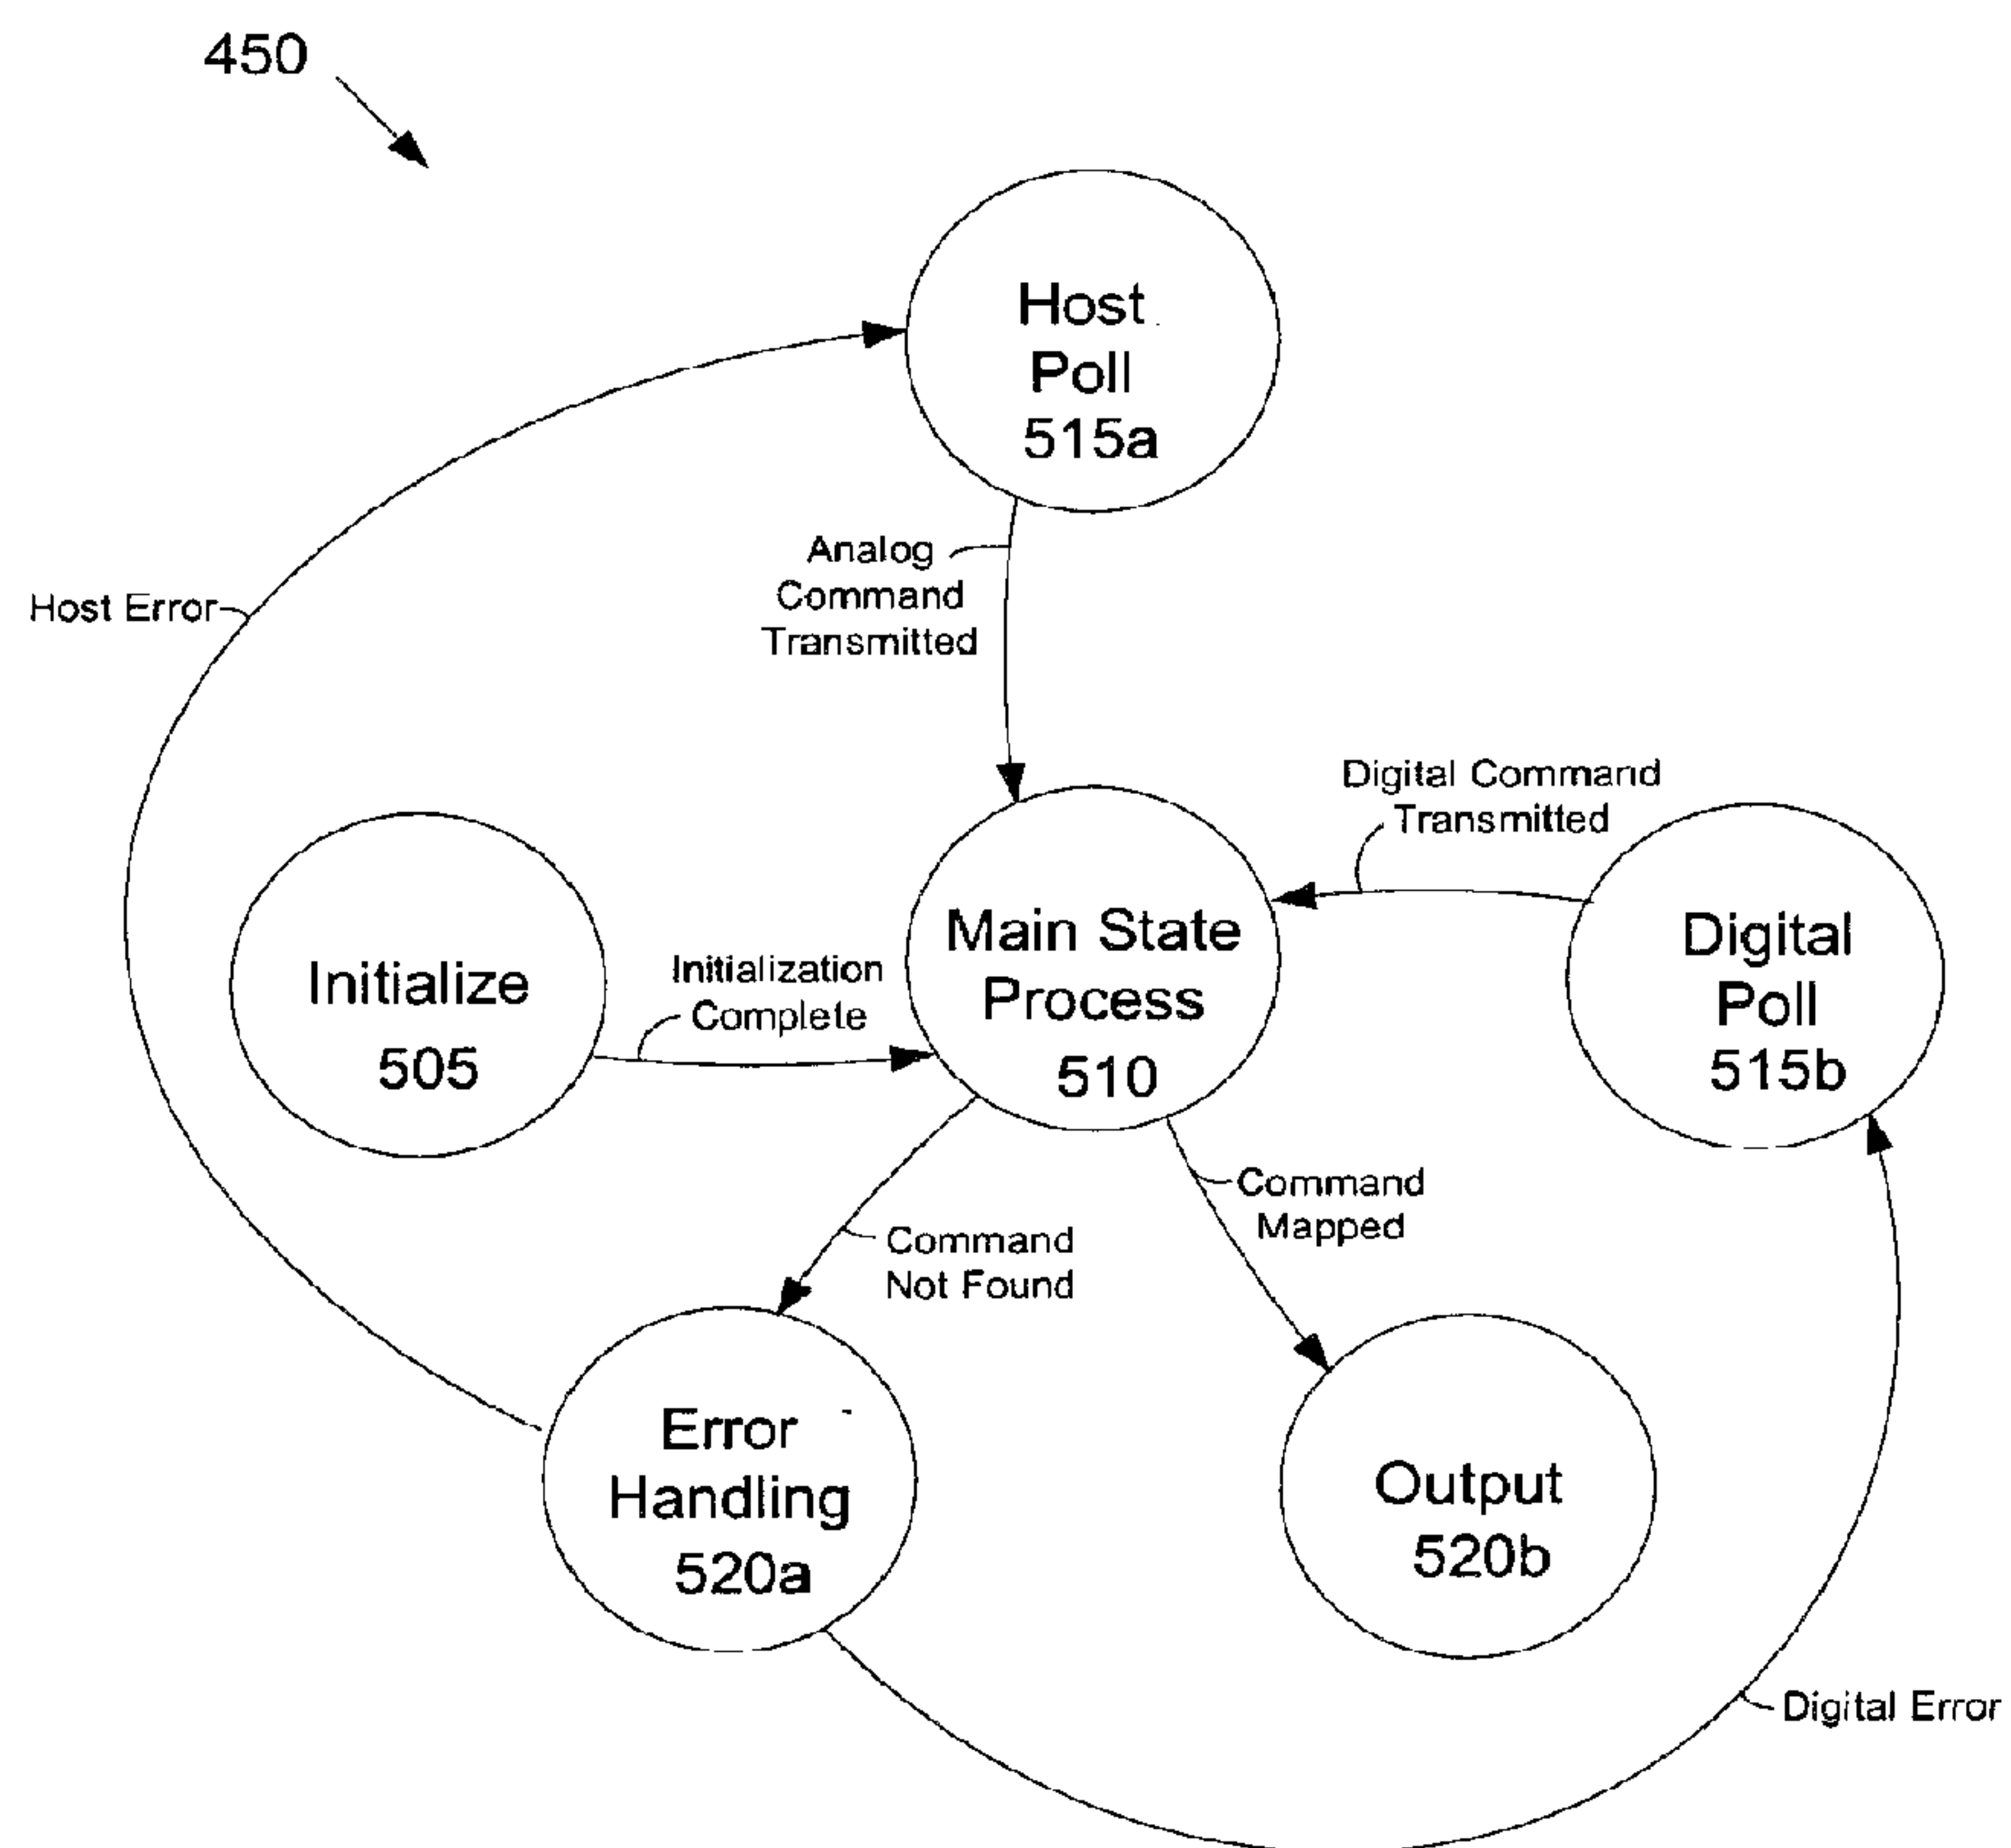 450
Host
Poll
515a
Analog
Command
Transmitted
Host Error
Digital Command
Transmitted
Main State
Process
510
Digital
Poll
515b
Initialize
505
Initialization
Complete
Command
Mapped
Command
Not Found
Error
Handling
520a
Output
520b
Digital Error